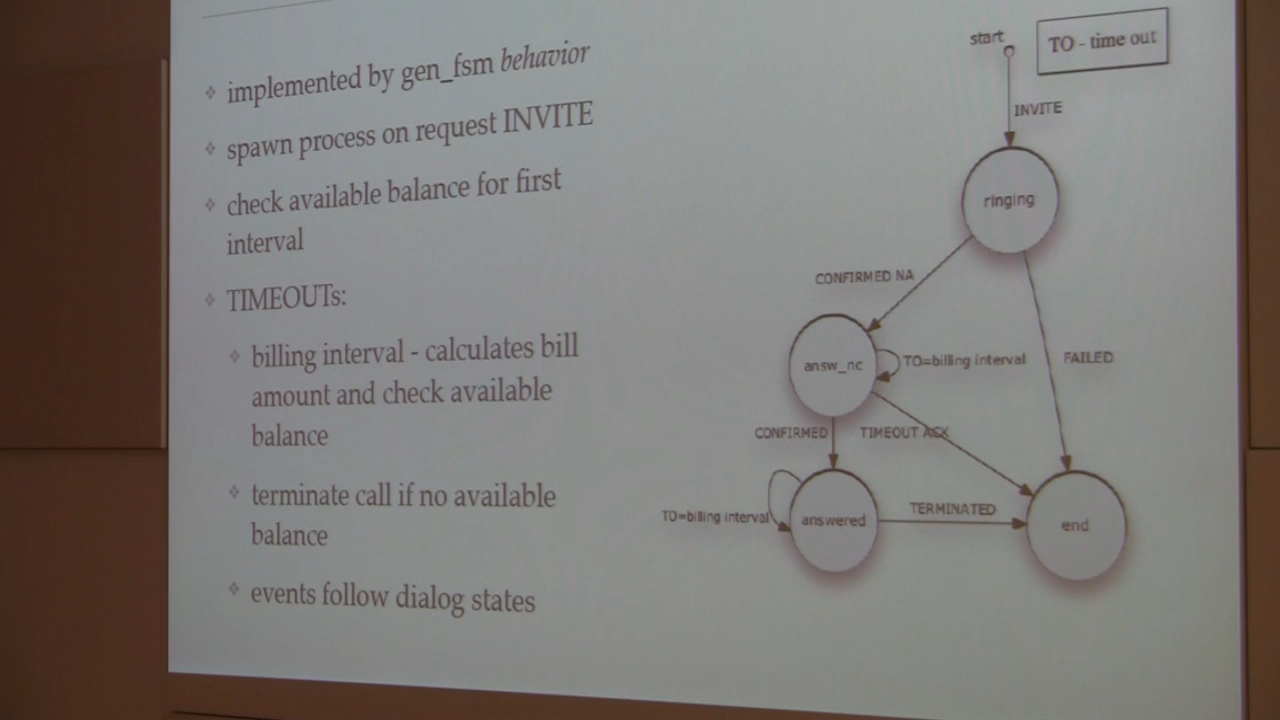 implemented by gen_fsm behavior
spawn process on request INVITE
check available balance for first
interval
TIMEOUTs:
billing interval - calculates bill
amount and check available
balance
terminate call if no available
balance
events follow dialog states
start
TO - time out
INVITE
ringing
CONFIRMED NA
answ_nc
TO=billing interval
FAILED
CONFIRMED
TIMEOUT ACK
TO=billing interval
answered
TERMINATED
end